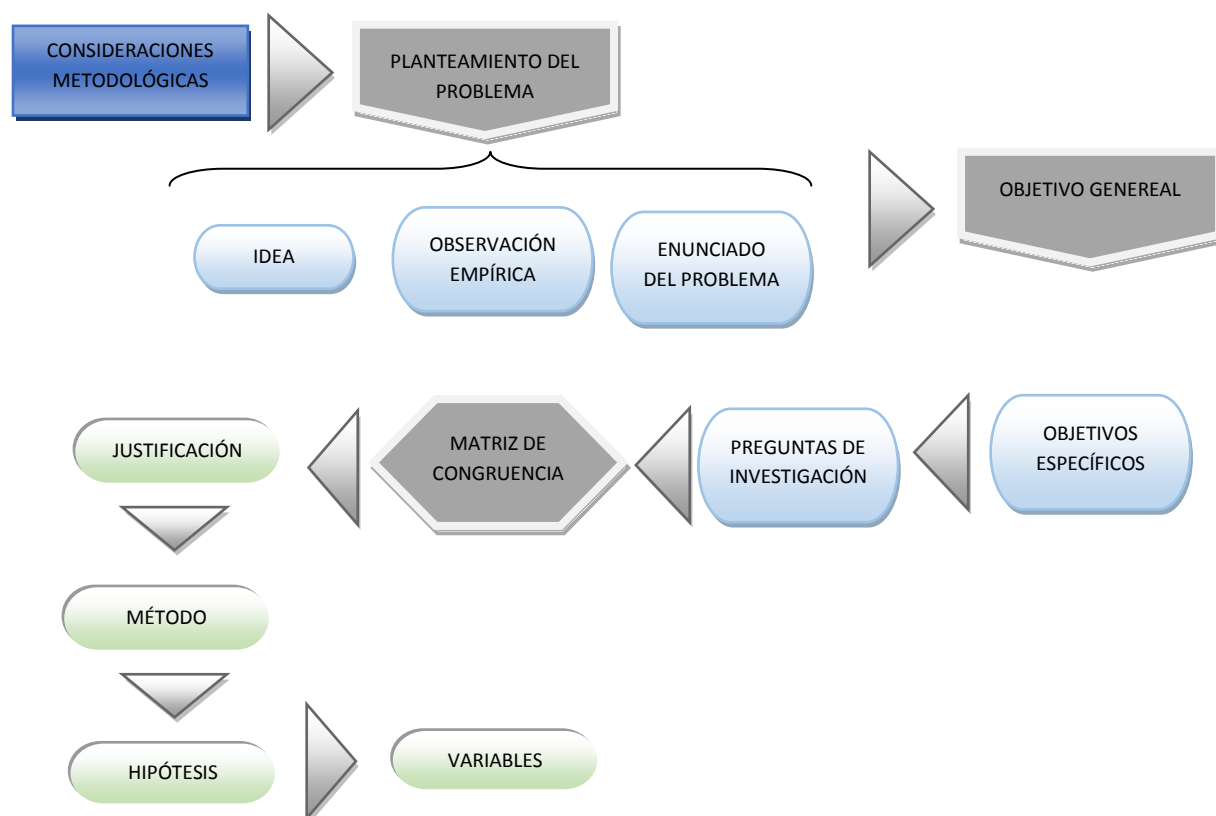 CONSIDERACIONES
METODOLÓGICAS
PLANTEAMIENTO DEL
PROBLEMA
OBJETIVO GENEREAL
IDEA
OBSERVACIÓN
EMPÍRICA
ENUNCIADO
DEL PROBLEMA
OBJETIVOS
ESPECÍFICOS
PREGUNTAS DE
INVESTIGACIÓN
MATRIZ DE
CONGRUENCIA
JUSTIFICACIÓN
MÉTODO
HIPÓTESIS
VARIABLES